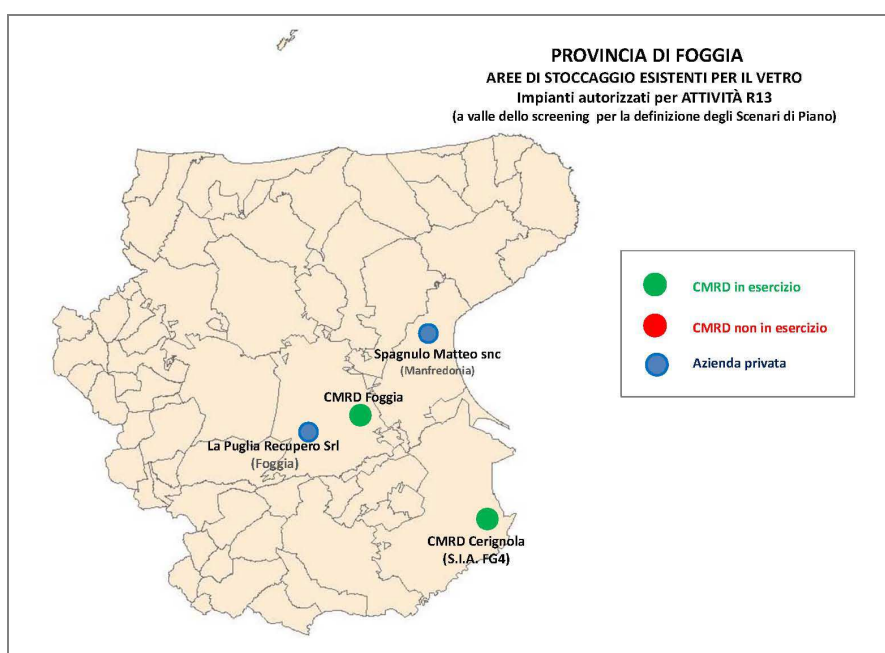 PROVINCIA DI FOGGIA
AREE DI STOCCAGGIO ESISTENTI PER IL VETRO
Impianti autorizzati per ATTIVITÀ R13
(a valle dello screening per la definizione degli Scenari di Piano)
CMRD in esercizio
CMRD non in esercizio
Azienda privata
Spagnulo Matteo snc
(Manfredonia)
CMRD Foggia
La Puglia Recupero Srl
(Foggia)
CMRD Cerignola
(S.I.A. FG4)